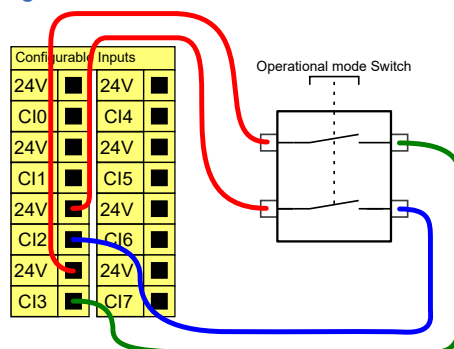 Configurable Inputs
Operational mode Switch
24V 24V
CI0 CI4
24V 24V
CI1 CI5
24V 24V
CI2 CI6
24V 24V
CI3 CI7